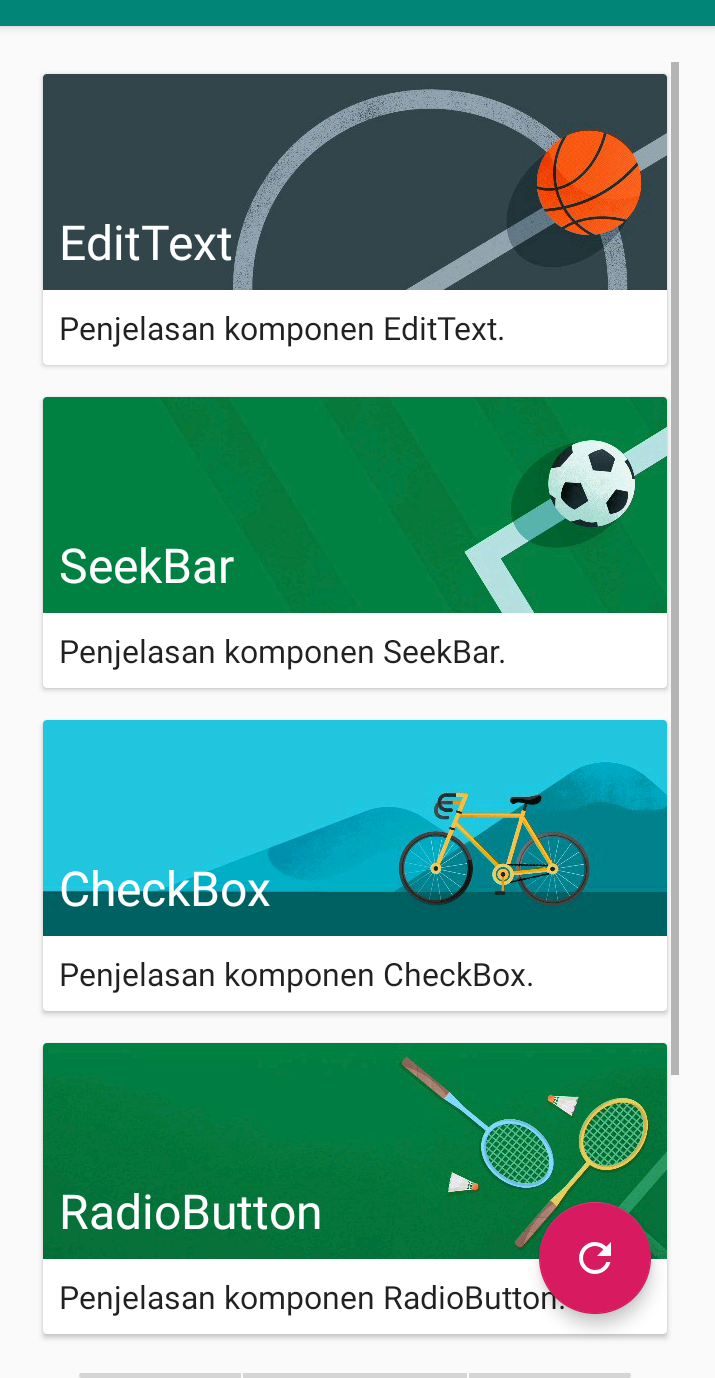 EditText
Penjelasan komponen EditText.
SeekBar
Penjelasan komponen SeekBar.
CheckBox
Penjelasan komponen CheckBox.
RadioButton
Penjelasan komponen RadioButton.